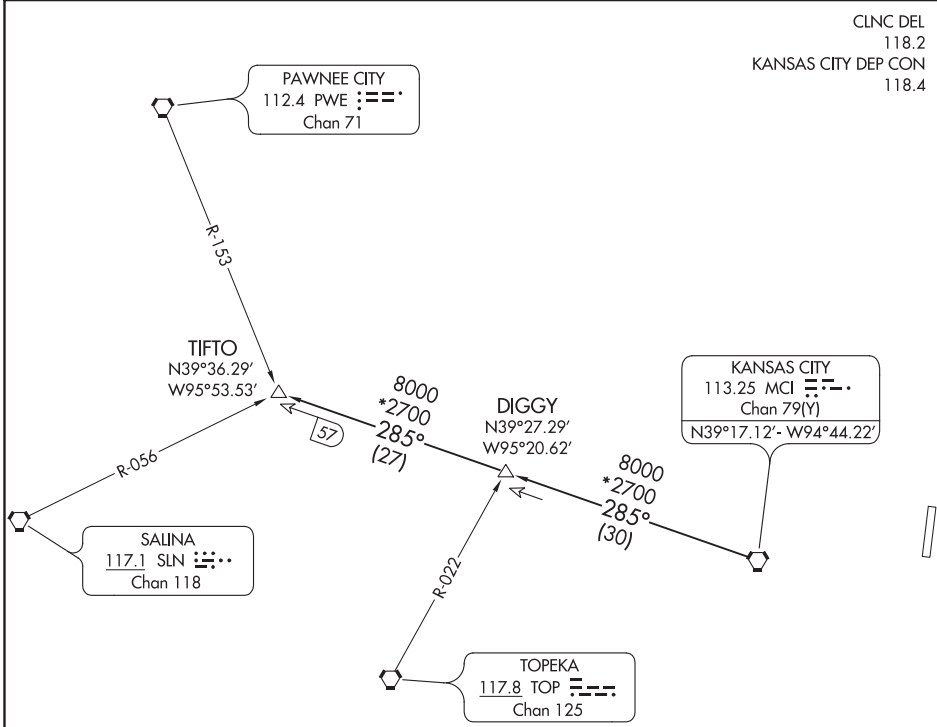 CLNC DEL
118.2
KANSAS CITY DEP CON
118.4
PAWNEE CITY
112.4 PWE
Chan 71
R-153
TIFTO
N39°36.29'
W95°53.53'
8000
*2700
285°
(27)
57
DIGGY
N39°27.29'
W95°20.62'
KANSAS CITY
113.25 MCI
Chan 79(Y)
N39°17.12'- W94°44.22'
8000
*2700
285°
(30)
R-056
SALINA
117.1 SLN
Chan 118
R-022
TOPEKA
117.8 TOP
Chan 125